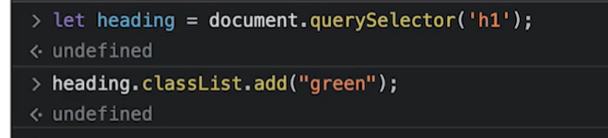 > let heading = document.querySelector('h1');
<· undefined
> heading.classList.add("green");
<· undefined